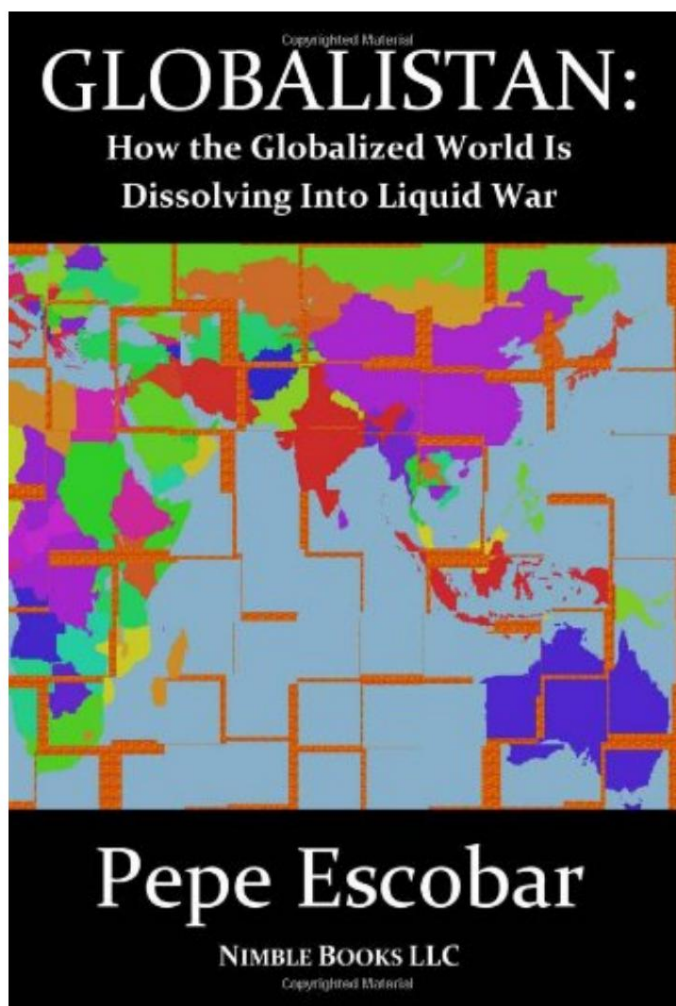 Copyrighted Material
GLOBALISTAN:
How the Globalized World Is
Dissolving Into Liquid War
Pepe Escobar
NIMBLE BOOKS LLC
Copyrighted Material